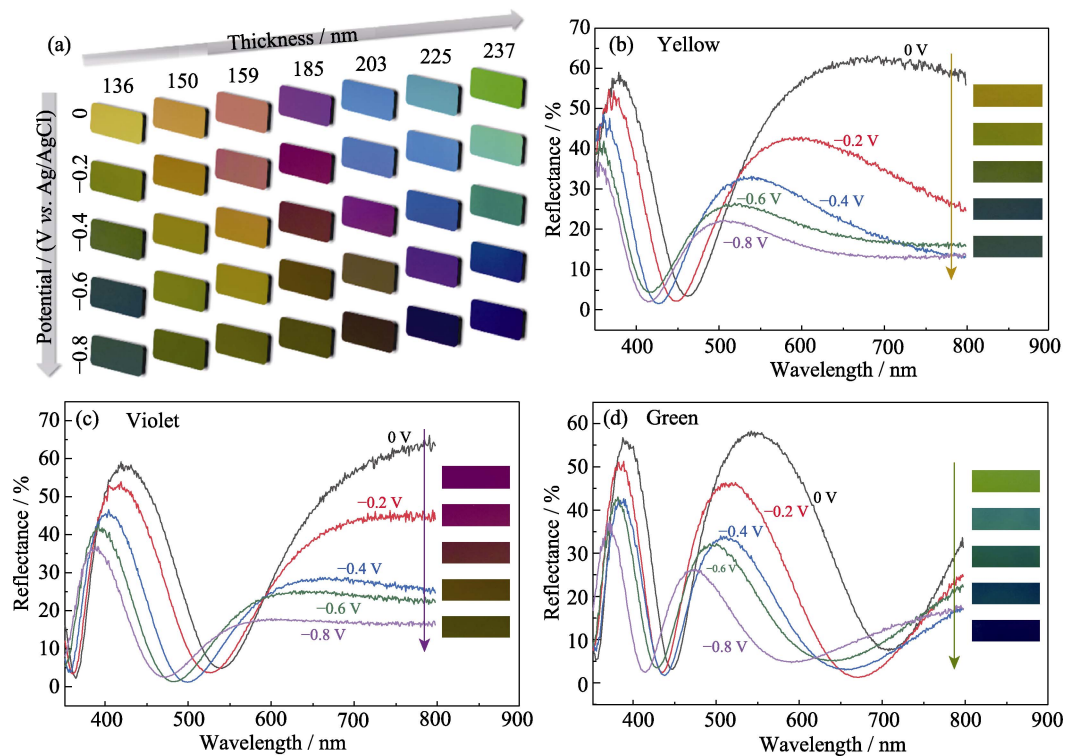 (a)
Thickness / nm
136 150 159 185 203 225 237
Potential / (V vs. Ag/AgCl)
0
−0.2
−0.4
−0.6
−0.8
(b) Yellow
Reflectance / %
70
60
50
40
30
20
10
0
0 V
−0.2 V
−0.4 V
−0.6 V
−0.8 V
400 500 600 700 800 900
Wavelength / nm
(c) Violet
Reflectance / %
70
60
50
40
30
20
10
0
0 V
−0.2 V
−0.4 V
−0.6 V
−0.8 V
400 500 600 700 800 900
Wavelength / nm
(d) Green
Reflectance / %
60
50
40
30
20
10
0
0 V
−0.2 V
−0.4 V
−0.6 V
−0.8 V
400 500 600 700 800 900
Wavelength / nm